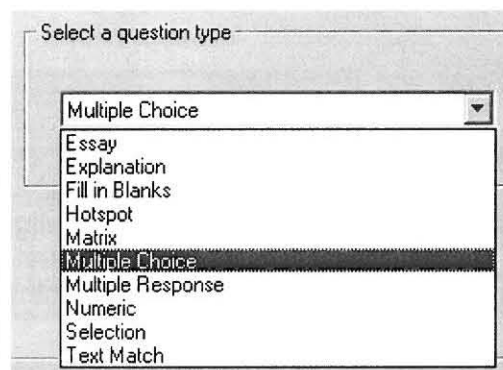 Select a question type
Multiple Choice
Essay
Explanation
Fill in Blanks
Hotspot
Matrix
Multiple Choice
Multiple Response
Numeric
Selection
Text Match